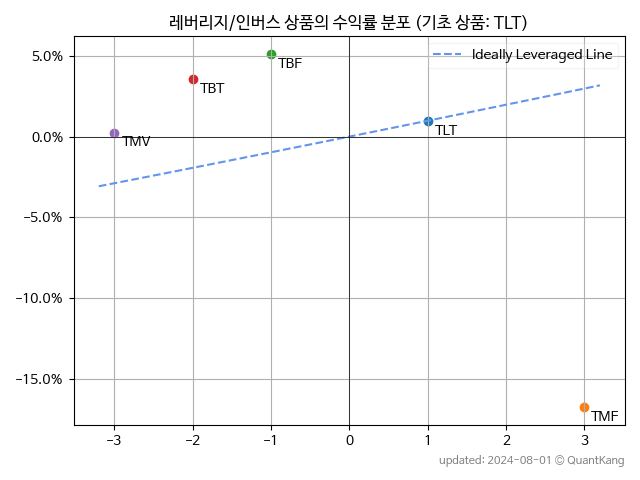 레버리지/인버스 상품의 수익률 분포 (기초 상품: TLT)
Ideally Leveraged Line
5.0%
0.0%
−5.0%
−10.0%
−15.0%
TBF
TBT
TMV
TLT
TMF
−3 −2 −1 0 1 2 3
updated: 2024-08-01 © QuantKang